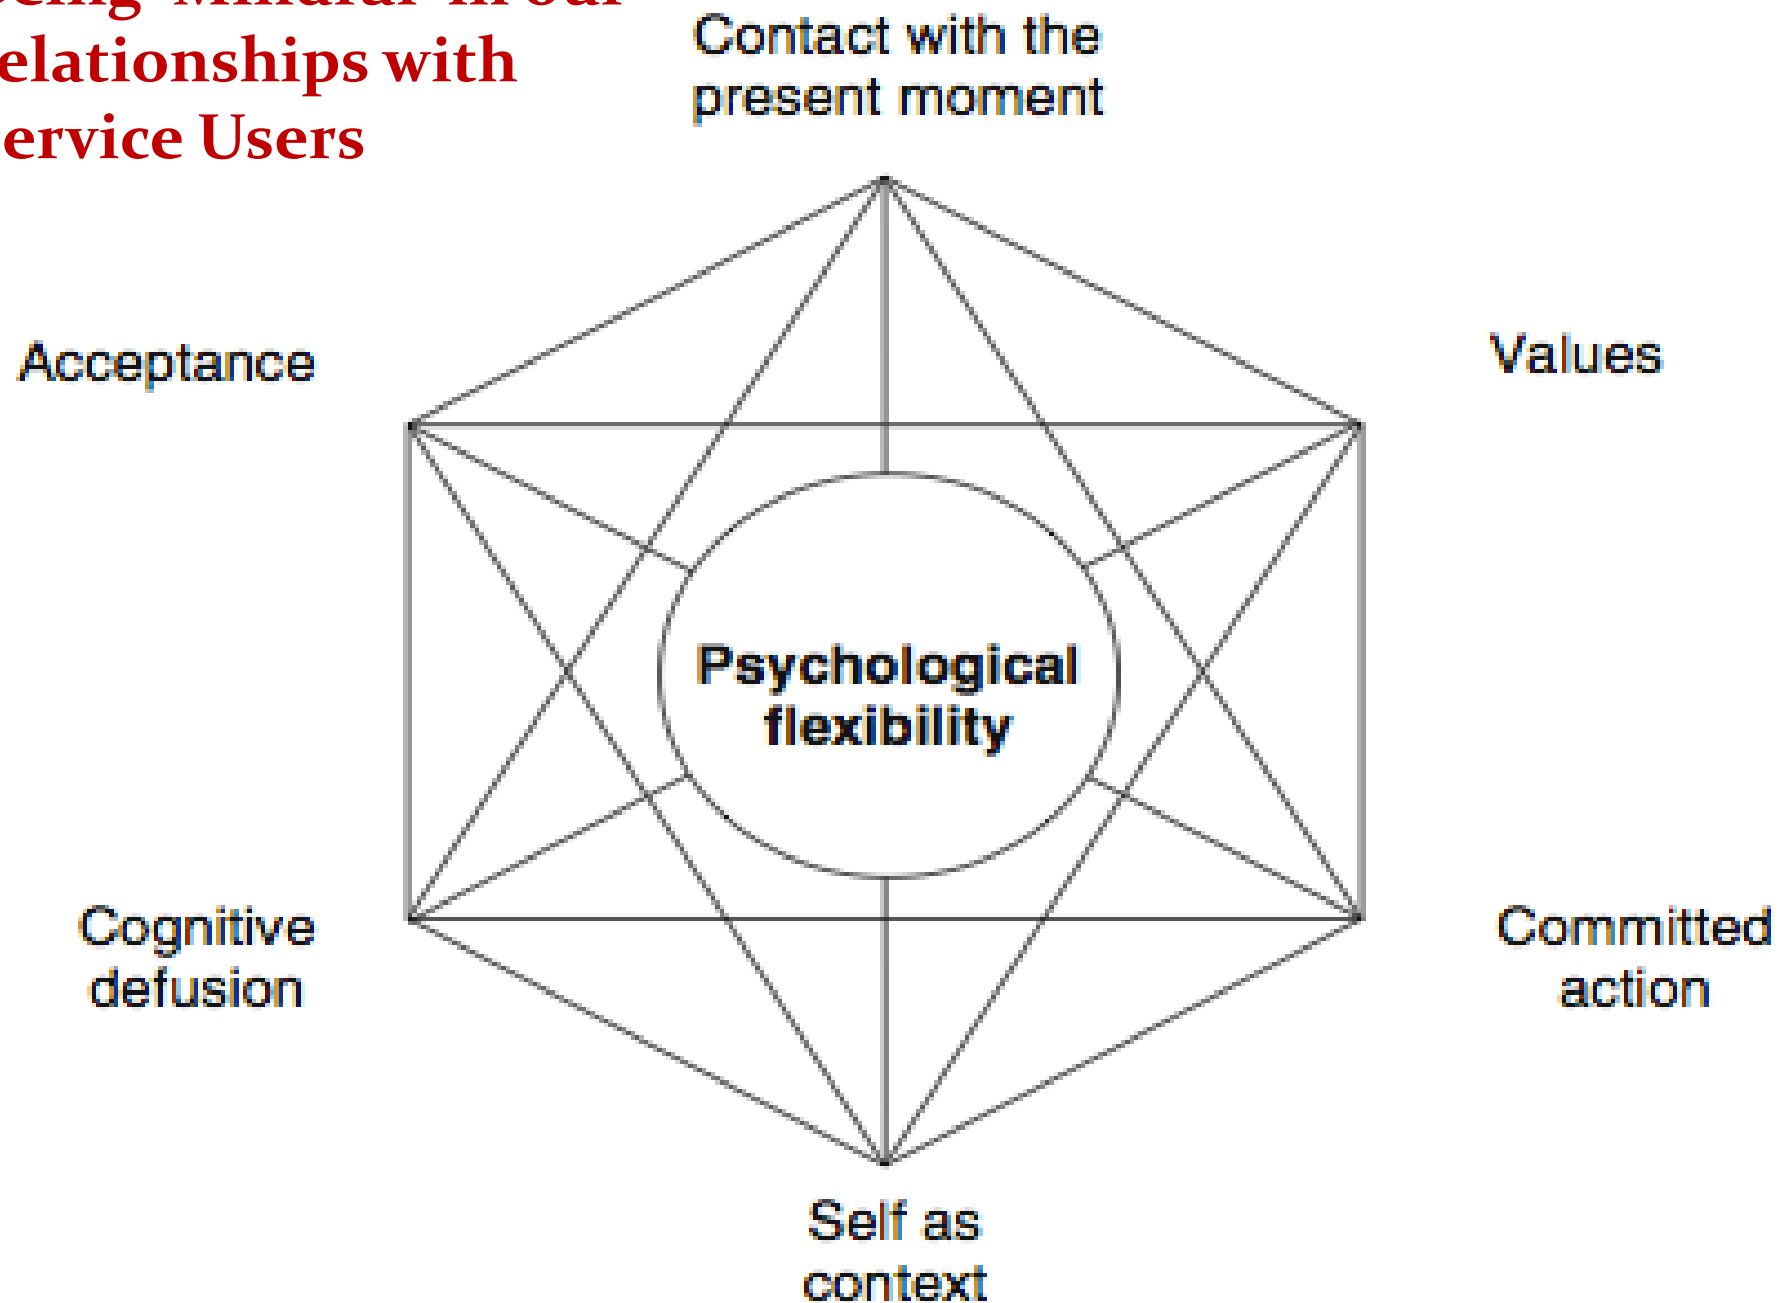 elationships with
ervice Users
Contact with the
present moment
Acceptance
Values
Psychological
flexibility
Cognitive
defusion
Committed
action
Self as
context